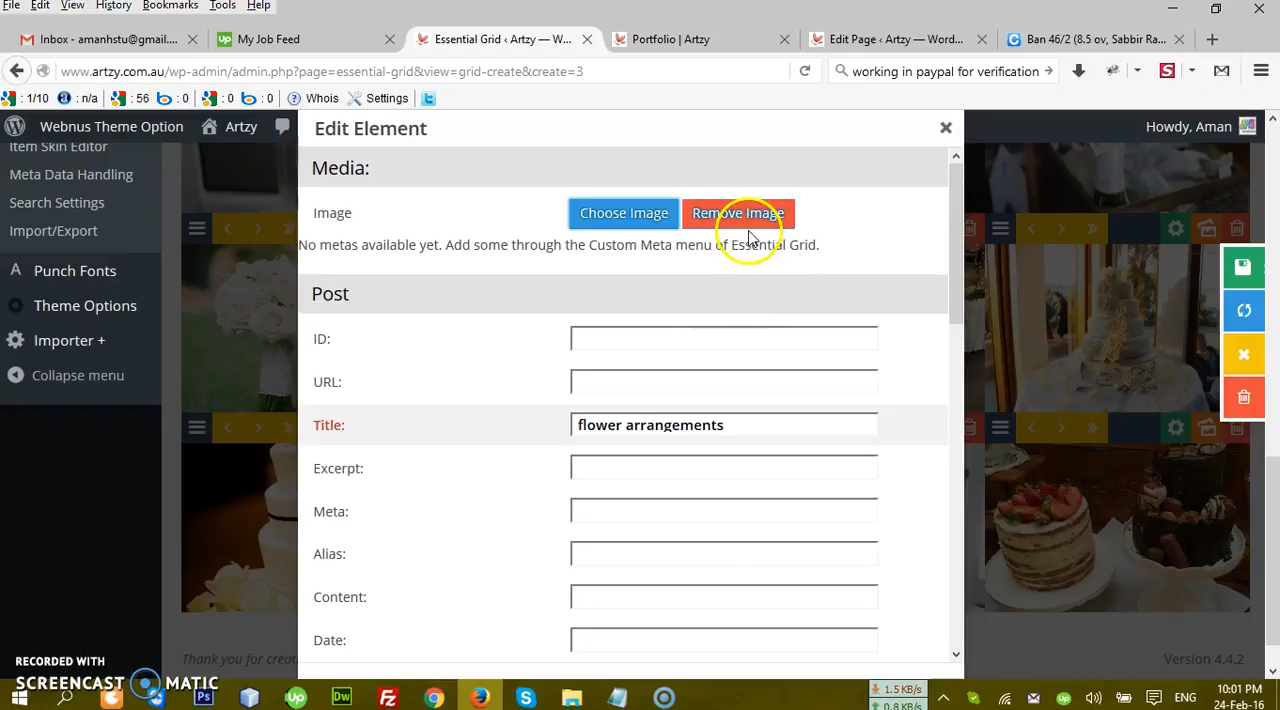 File Edit View History Bookmarks Tools Help
Inbox - amanhstu@gmail....
My Job Feed
Essential Grid ‹ Artzy — W...
Portfolio | Artzy
Edit Page ‹ Artzy — Word...
Ban 46/2 (8.5 ov, Sabbir Ra...
www.artzy.com.au/wp-admin/admin.php?page=essential-grid&view=grid-create&create=3
working in paypal for verification
: 1/10 : n/a : 56 : 0 : 0 : 0 Whois Settings
Webnus Theme Option Artzy
Howdy, Aman
Item Skin Editor
Meta Data Handling
Search Settings
Import/Export
Punch Fonts
Theme Options
Importer +
Collapse menu
Edit Element
Media:
Image Choose Image Remove Image
No metas available yet. Add some through the Custom Meta menu of Essential Grid.
Post
ID:
URL:
Title: flower arrangements
Excerpt:
Meta:
Alias:
Content:
Date:
Version 4.4.2
RECORDED WITH
SCREENCAST MATIC
1.5 KB/s
0.8 KB/s
ENG
10:01 PM
24-Feb-16